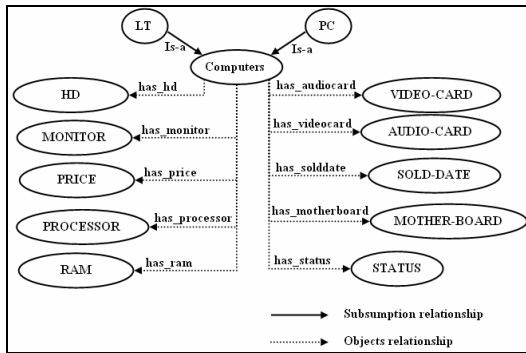 LT
PC
Is-a
Is-a
Computers
HD
has_hd
has_audiocard
VIDEO-CARD
MONITOR
has_monitor
has_videocard
AUDIO-CARD
PRICE
has_price
has_solddate
SOLD-DATE
PROCESSOR
has_processor
has_motherboard
MOTHER-BOARD
RAM
has_ram
has_status
STATUS
Subsumption relationship
Objects relationship